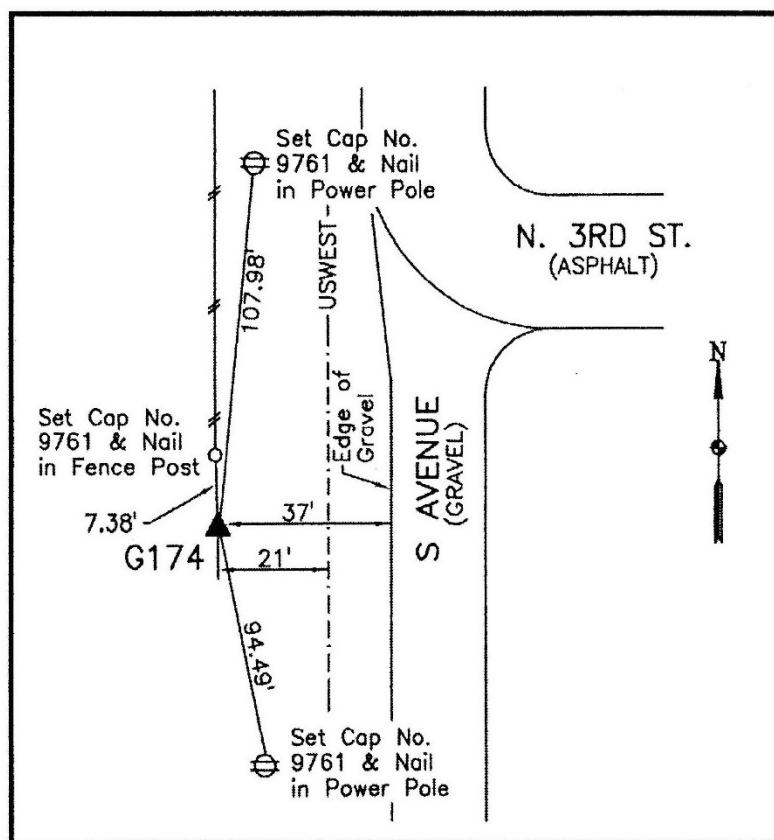 Set Cap No.
9761 & Nail
in Power Pole
N. 3RD ST.
(ASPHALT)
USWEST
107.98'
N
Edge of
Gravel
S AVENUE
(GRAVEL)
Set Cap No.
9761 & Nail
in Fence Post
7.38'
37'
G174
21'
94.49'
Set Cap No.
9761 & Nail
in Power Pole